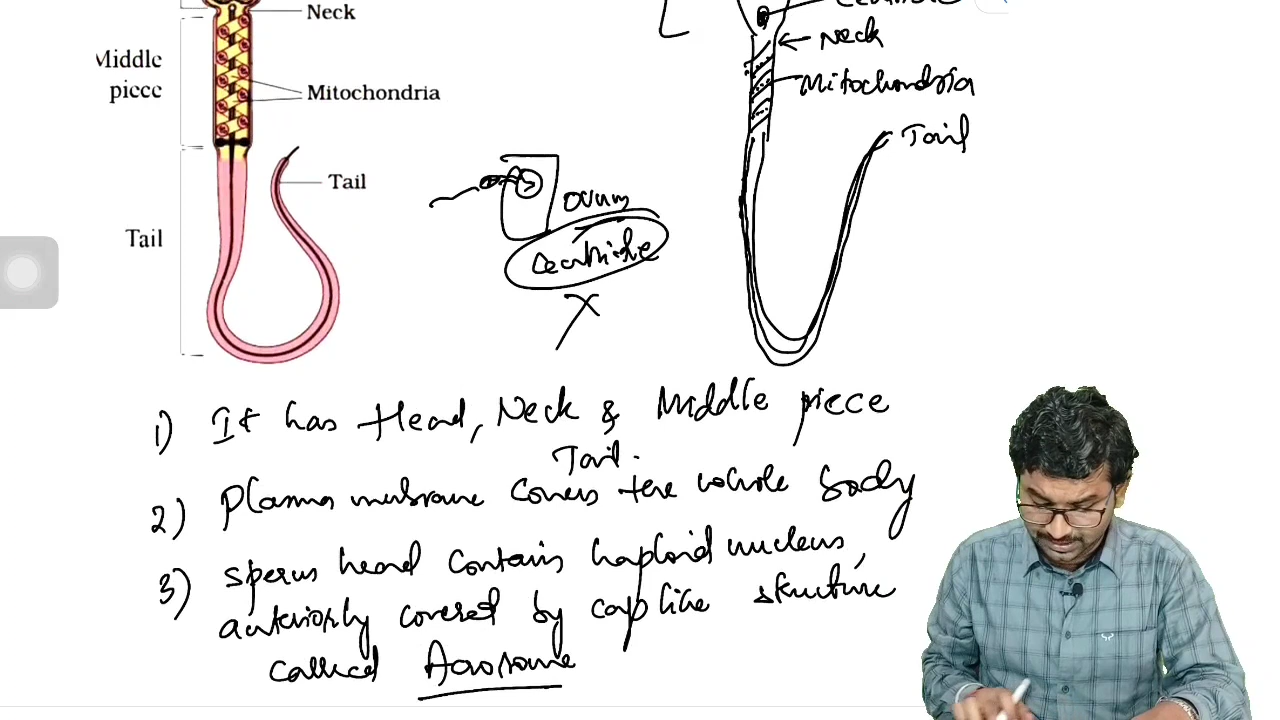 Neck
Middle
piece
Mitochondria
Tail
Tail
Neck
Mitochondria
Tail
ovum
Centriole
1) It has Head, Neck & Middle piece
Tail.
2) Plasma membrane covers the whole body
3) Sperm head contains haploid nucleus,
anteriorly covered by cap like structure
called Acrosome